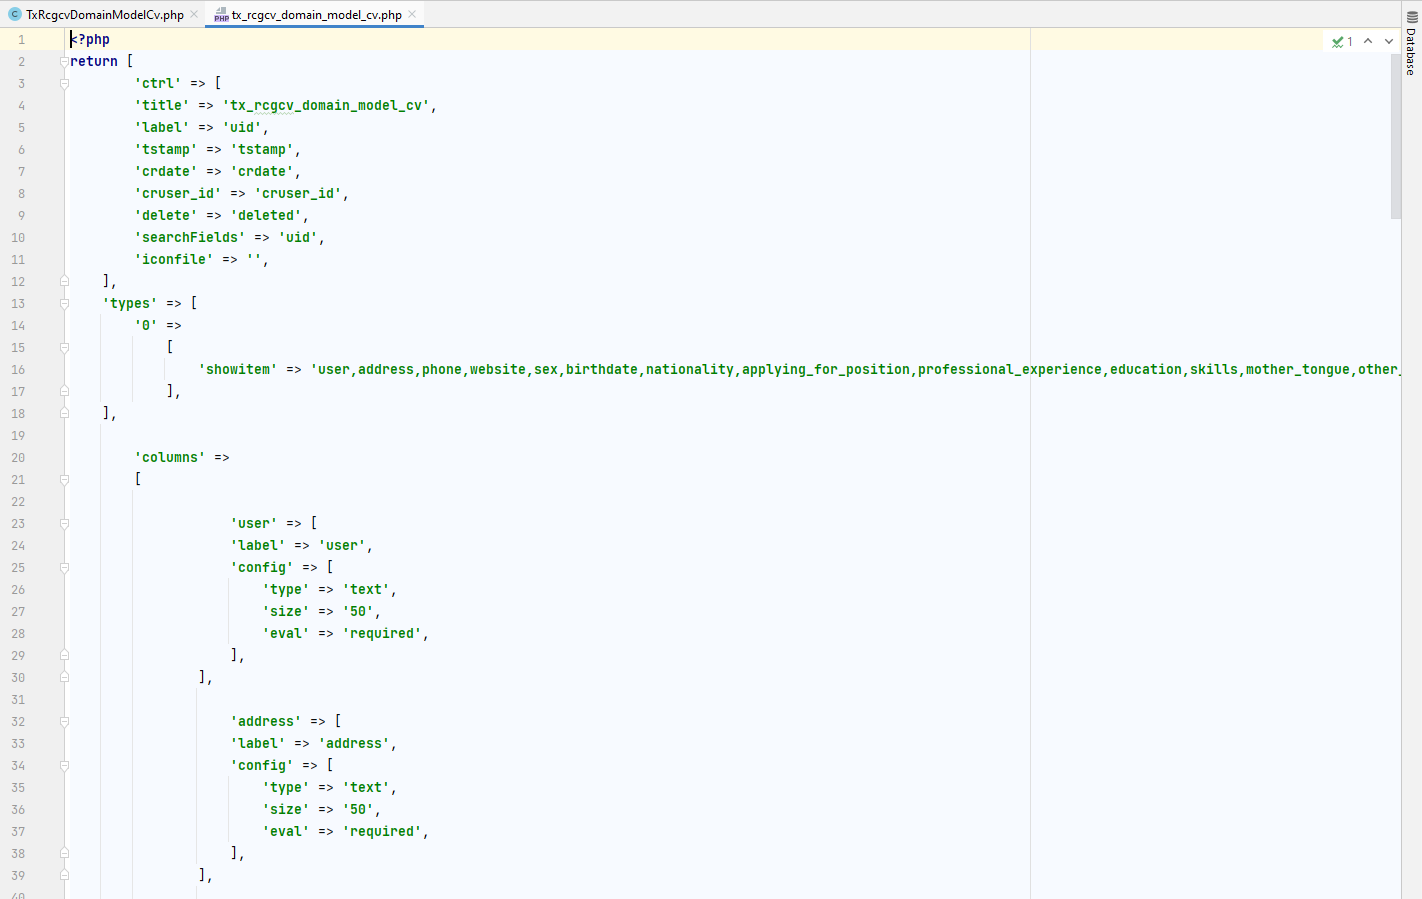 TxRcgcvDomainModelCv.php
tx_rcgcv_domain_model_cv.php
1 <?php
2 return [
3 'ctrl' => [
4 'title' => 'tx_rcgcv_domain_model_cv',
5 'label' => 'uid',
6 'tstamp' => 'tstamp',
7 'crdate' => 'crdate',
8 'cruser_id' => 'cruser_id',
9 'delete' => 'deleted',
10 'searchFields' => 'uid',
11 'iconfile' => '',
12 ],
13 'types' => [
14 '0' =>
15 [
16 'showitem' => 'user,address,phone,website,sex,birthdate,nationality,applying_for_position,professional_experience,education,skills,mother_tongue,other_
17 ],
18 ],
19
20 'columns' =>
21 [
22
23 'user' => [
24 'label' => 'user',
25 'config' => [
26 'type' => 'text',
27 'size' => '50',
28 'eval' => 'required',
29 ],
30 ],
31
32 'address' => [
33 'label' => 'address',
34 'config' => [
35 'type' => 'text',
36 'size' => '50',
37 'eval' => 'required',
38 ],
39 ],
40
1
Database